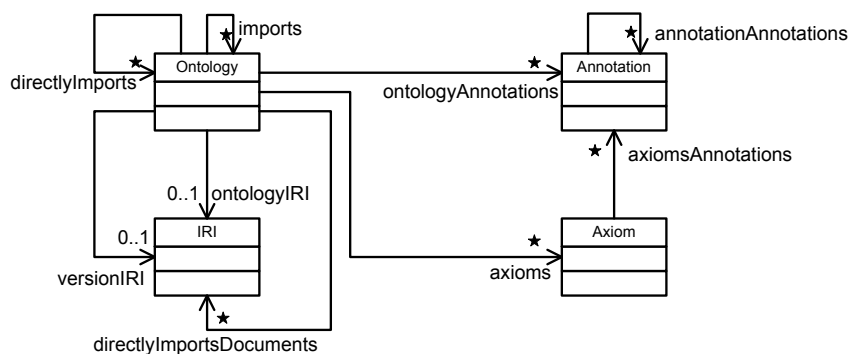 imports
annotationAnnotations
Ontology
Annotation
directlyImports
ontologyAnnotations
axiomsAnnotations
0..1
ontologyIRI
IRI
Axiom
0..1
versionIRI
axioms
directlyImportsDocuments